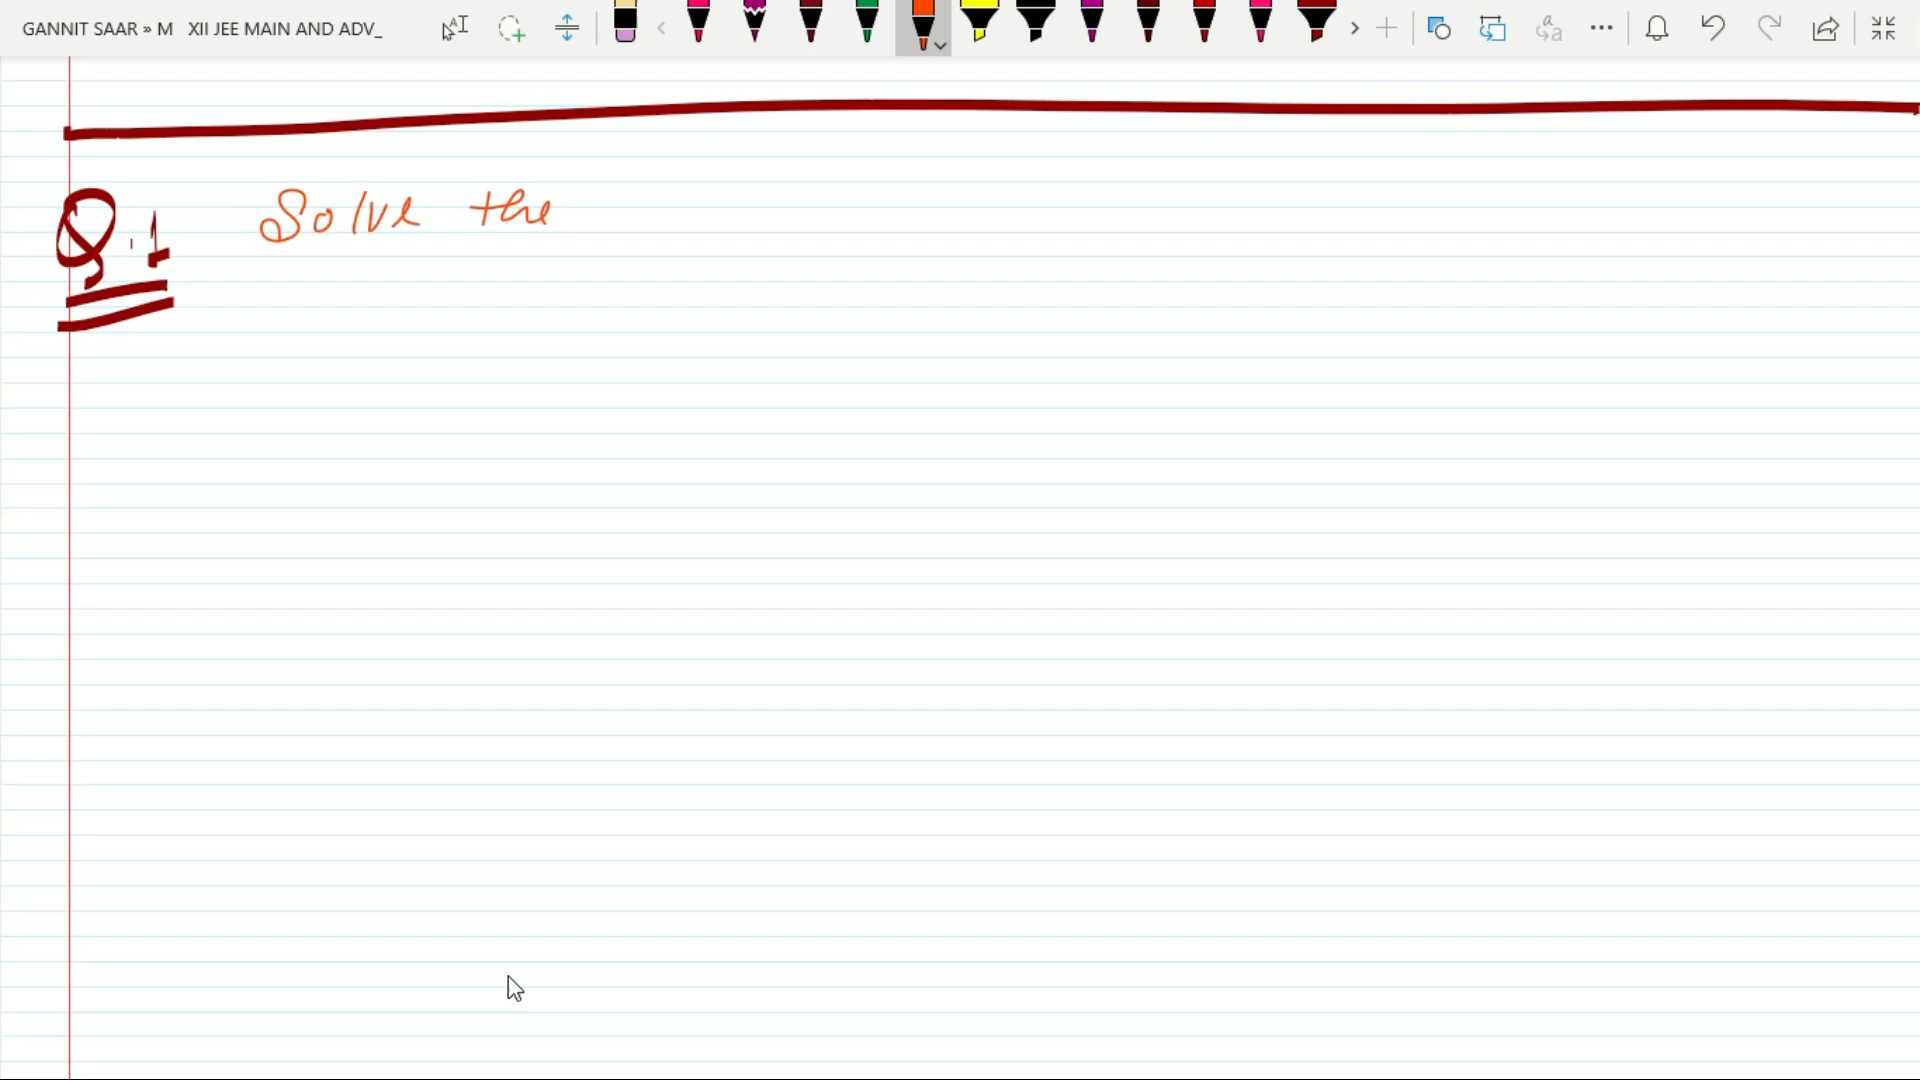 GANNIT SAAR » M XII JEE MAIN AND ADV_
Q.1 Solve the